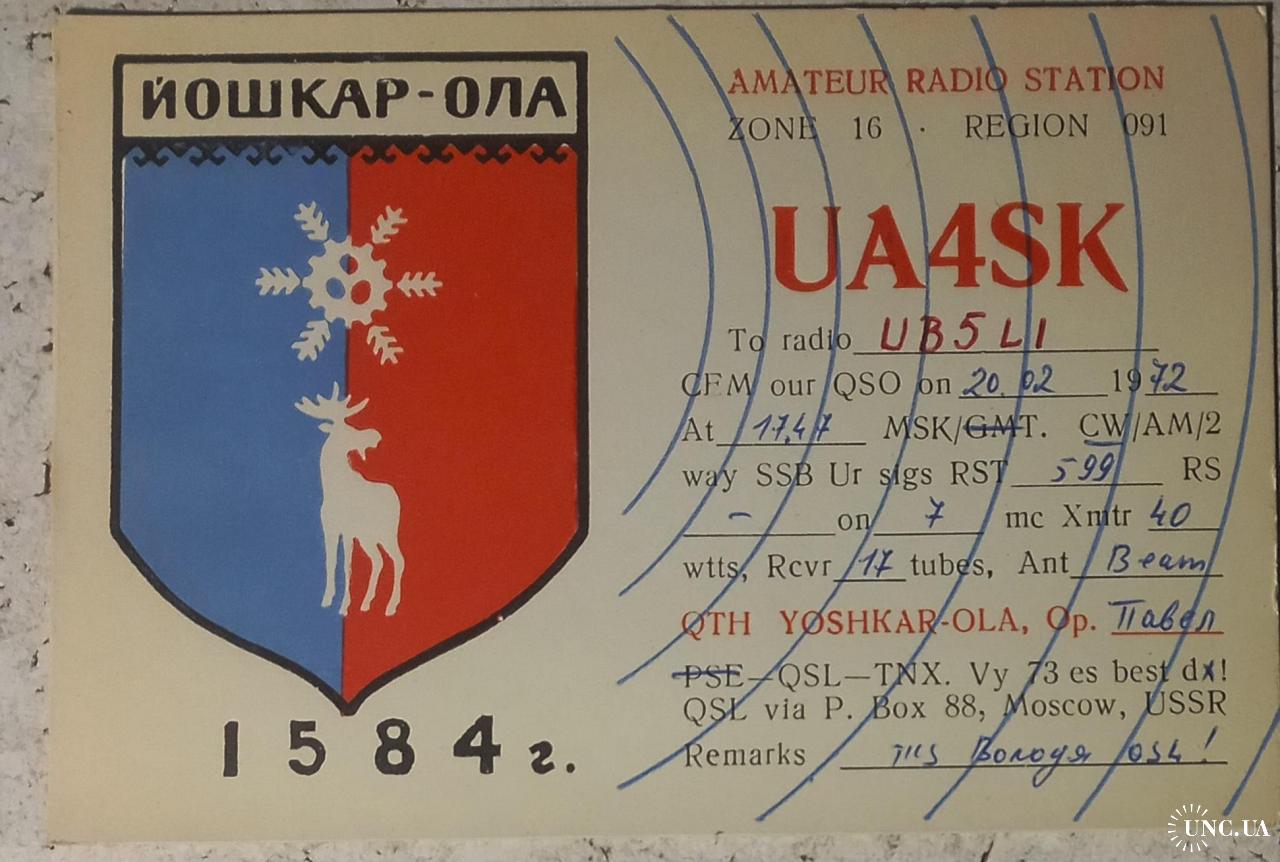 ЙОШКАР-ОЛА
1584 г.
AMATEUR RADIO STATION
ZONE 16 · REGION 091
UA4SK
To radio UB5LI
CFM our QSO on 20.02 1972
At 17.47 MSK/GMT. CW/AM/2
way SSB Ur sigs RST 599 RS
- on 7 mc Xmtr 40
wtts, Rcvr 17 tubes, Ant Beam
QTH YOSHKAR-OLA, Op. Павел
PSE—QSL—TNX. Vy 73 es best dx!
QSL via P. Box 88, Moscow, USSR
Remarks Володя QSL!
UNC.UA